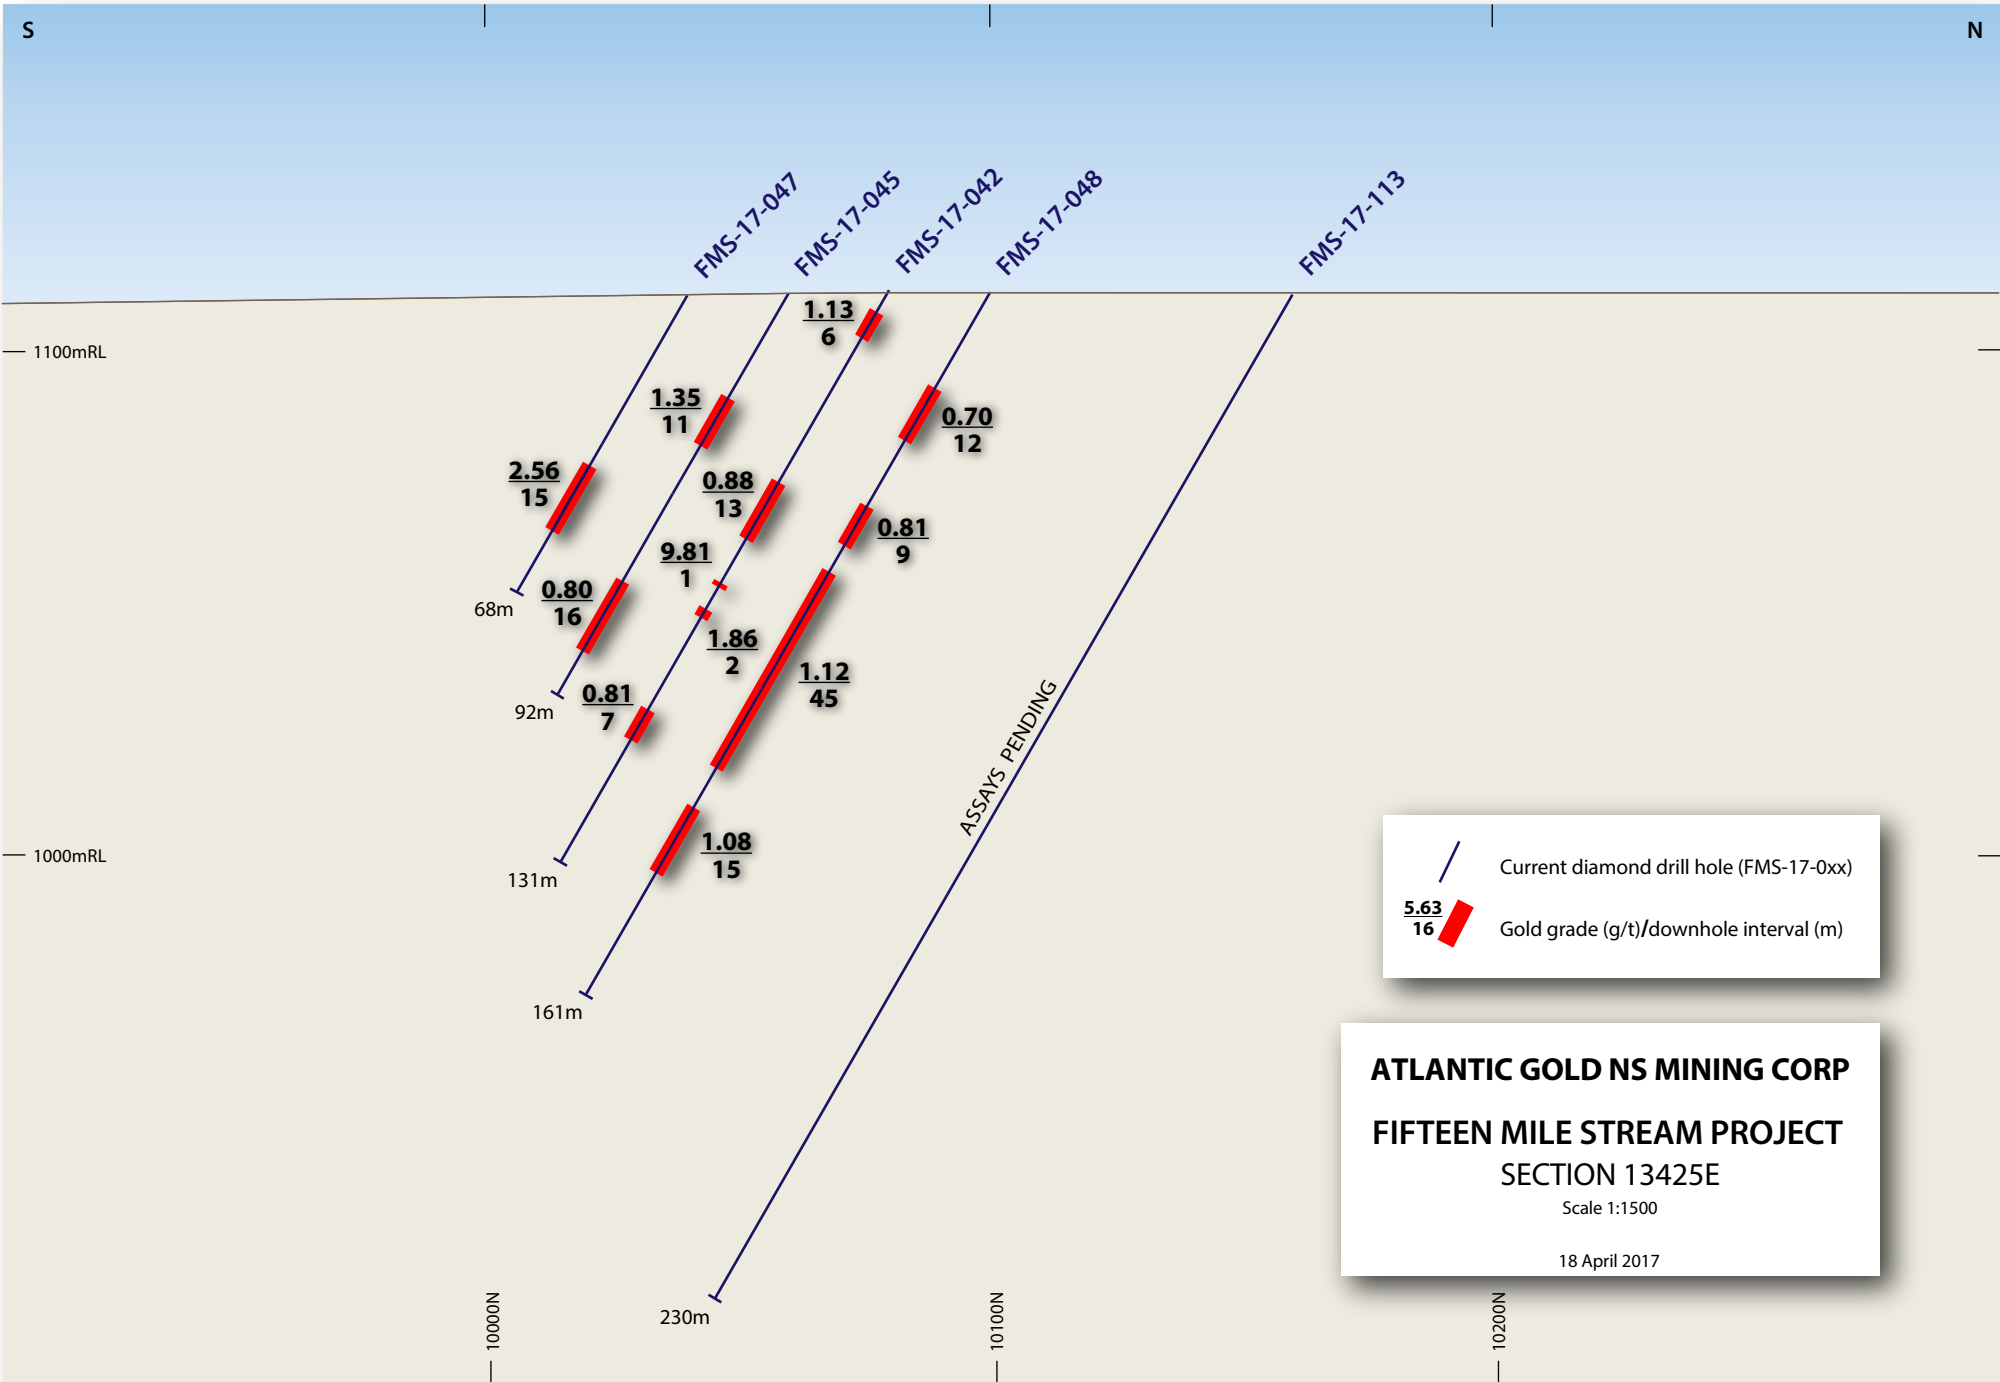 S
N
FMS-17-047
FMS-17-045
FMS-17-042
FMS-17-048
FMS-17-113
1100mRL
1.13
6
1.35
11
0.70
12
2.56
15
0.88
13
0.81
9
9.81
1
0.80
16
68m
1.86
2
1.12
45
0.81
7
92m
ASSAYS PENDING
1000mRL
1.08
15
131m
161m
230m
Current diamond drill hole (FMS-17-0xx)
5.63
16
Gold grade (g/t)/downhole interval (m)
ATLANTIC GOLD NS MINING CORP
FIFTEEN MILE STREAM PROJECT
SECTION 13425E
Scale 1:1500
18 April 2017
10000N
10100N
10200N